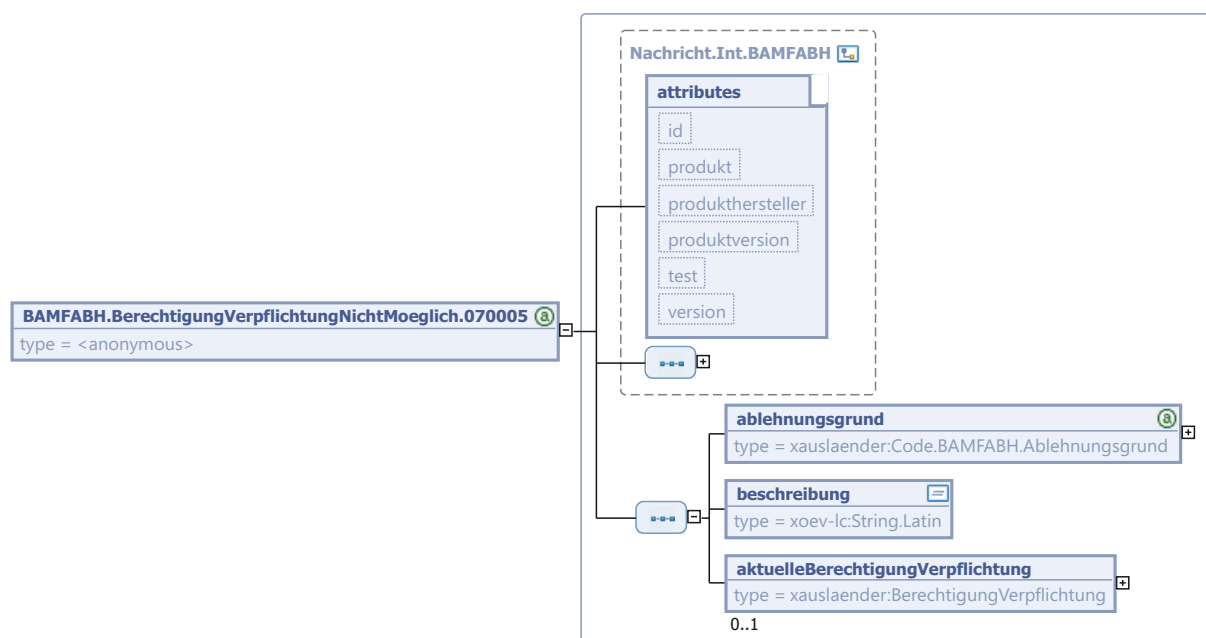 Nachricht.Int.BAMFABH
attributes
id
produkt
produkthersteller
produktversion
test
version
BAMFABH.BerechtigungVerpflichtungNichtMoeglich.070005 a
type = <anonymous>
ablehnungsgrund a
type = xauslaender:Code.BAMFABH.Ablehnungsgrund
beschreibung
type = xoev-lc:String.Latin
aktuelleBerechtigungVerpflichtung
type = xauslaender:BerechtigungVerpflichtung
0..1